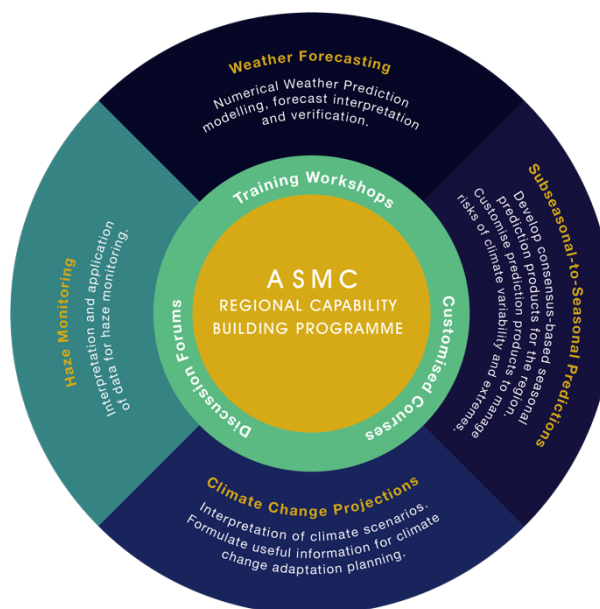 Weather Forecasting
Numerical Weather Prediction
modelling, forecast interpretation
and verification.
Subseasonal-to-Seasonal Predictions
Develop consensus-based seasonal
prediction products for the region.
Customise prediction products to manage
risks of climate variability and extremes.
Climate Change Projections
Interpretation of climate scenarios.
Formulate useful information for climate
change adaptation planning.
Haze Monitoring
Interpretation and application
of data for haze monitoring.
Training Workshops
Customised Courses
Discussion Forums
ASMC
REGIONAL CAPABILITY
BUILDING PROGRAMME